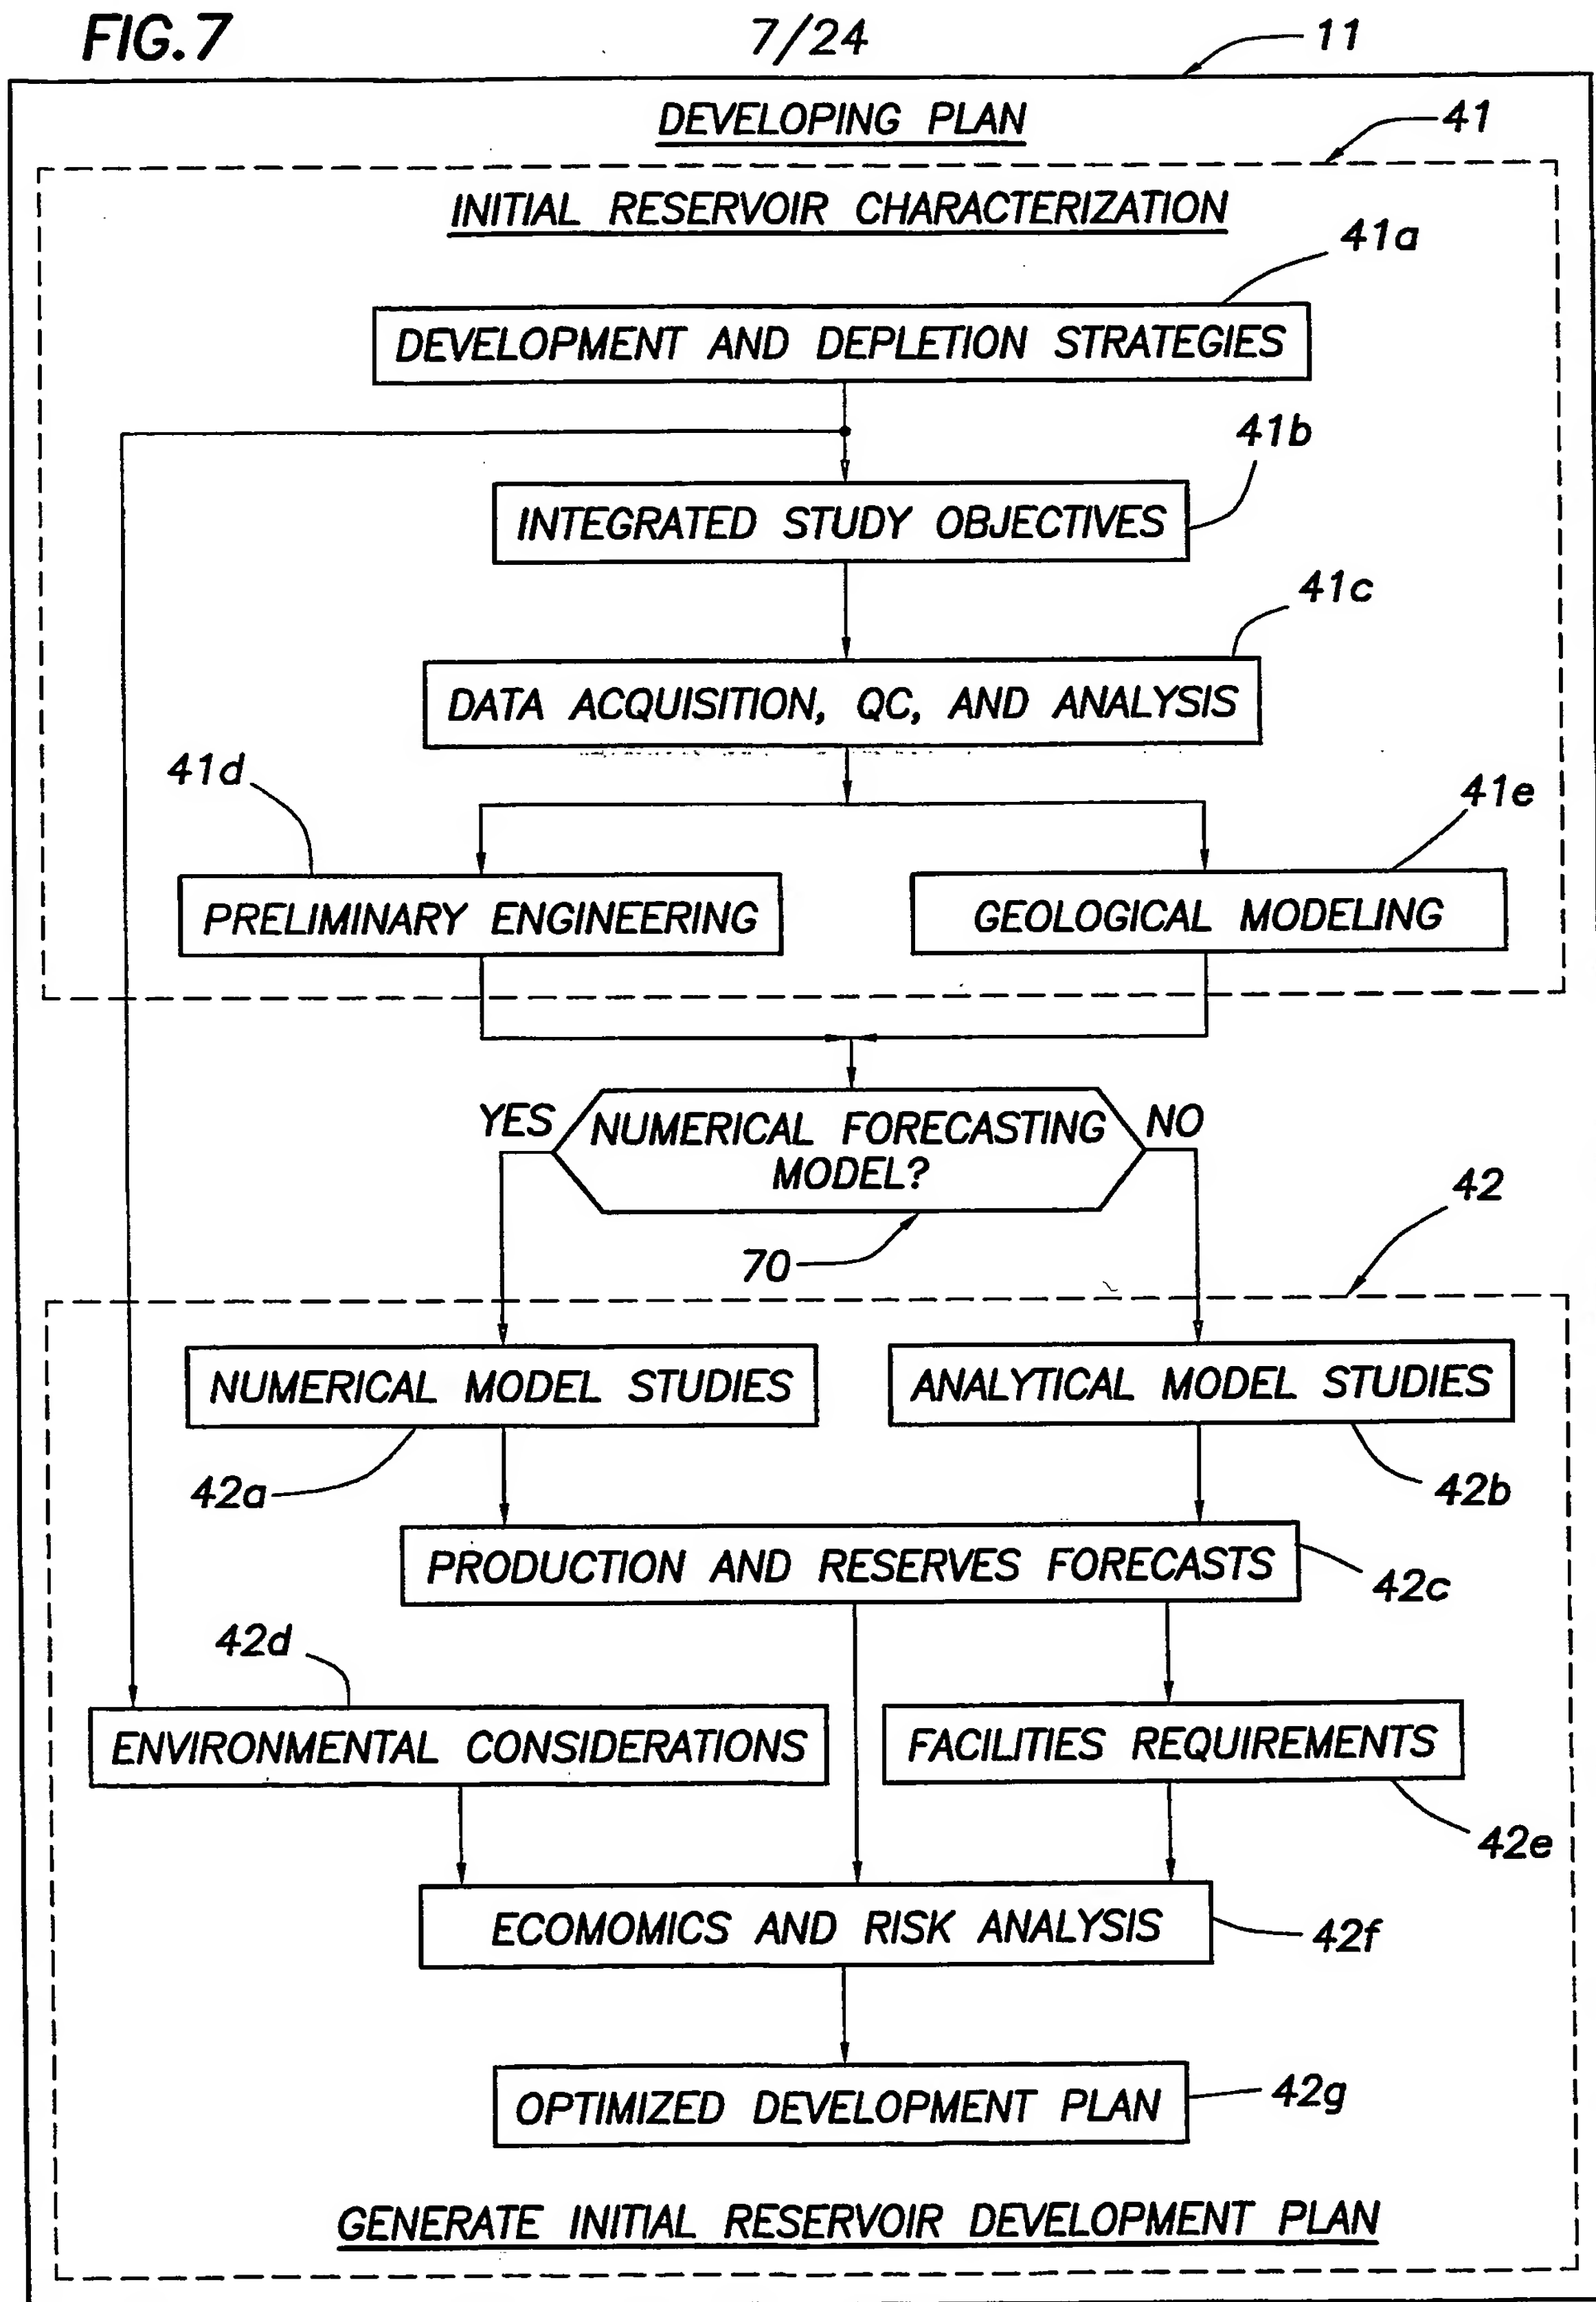 FIG.7
7/24
11
DEVELOPING PLAN
41
INITIAL RESERVOIR CHARACTERIZATION
41a
DEVELOPMENT AND DEPLETION STRATEGIES
41b
INTEGRATED STUDY OBJECTIVES
41c
DATA ACQUISITION, QC, AND ANALYSIS
41d
41e
PRELIMINARY ENGINEERING
GEOLOGICAL MODELING
YES
NUMERICAL FORECASTING
MODEL?
NO
42
70
NUMERICAL MODEL STUDIES
ANALYTICAL MODEL STUDIES
42a
42b
PRODUCTION AND RESERVES FORECASTS
42c
42d
ENVIRONMENTAL CONSIDERATIONS
FACILITIES REQUIREMENTS
42e
ECOMOMICS AND RISK ANALYSIS
42f
OPTIMIZED DEVELOPMENT PLAN
42g
GENERATE INITIAL RESERVOIR DEVELOPMENT PLAN